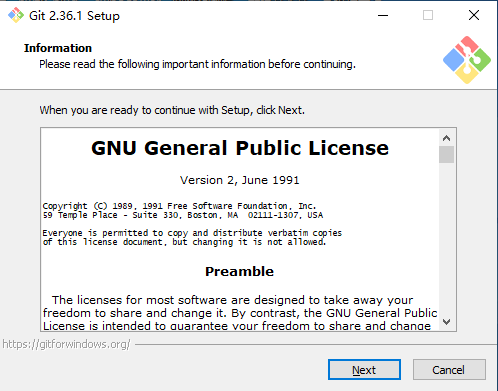 Git 2.36.1 Setup
Information
Please read the following important information before continuing.
When you are ready to continue with Setup, click Next.
GNU General Public License
Version 2, June 1991
Copyright (C) 1989, 1991 Free Software Foundation, Inc.
59 Temple Place - Suite 330, Boston, MA  02111-1307, USA
Everyone is permitted to copy and distribute verbatim copies
of this license document, but changing it is not allowed.
Preamble
The licenses for most software are designed to take away your
freedom to share and change it. By contrast, the GNU General Public
License is intended to guarantee your freedom to share and change
https://gitforwindows.org/
Next
Cancel